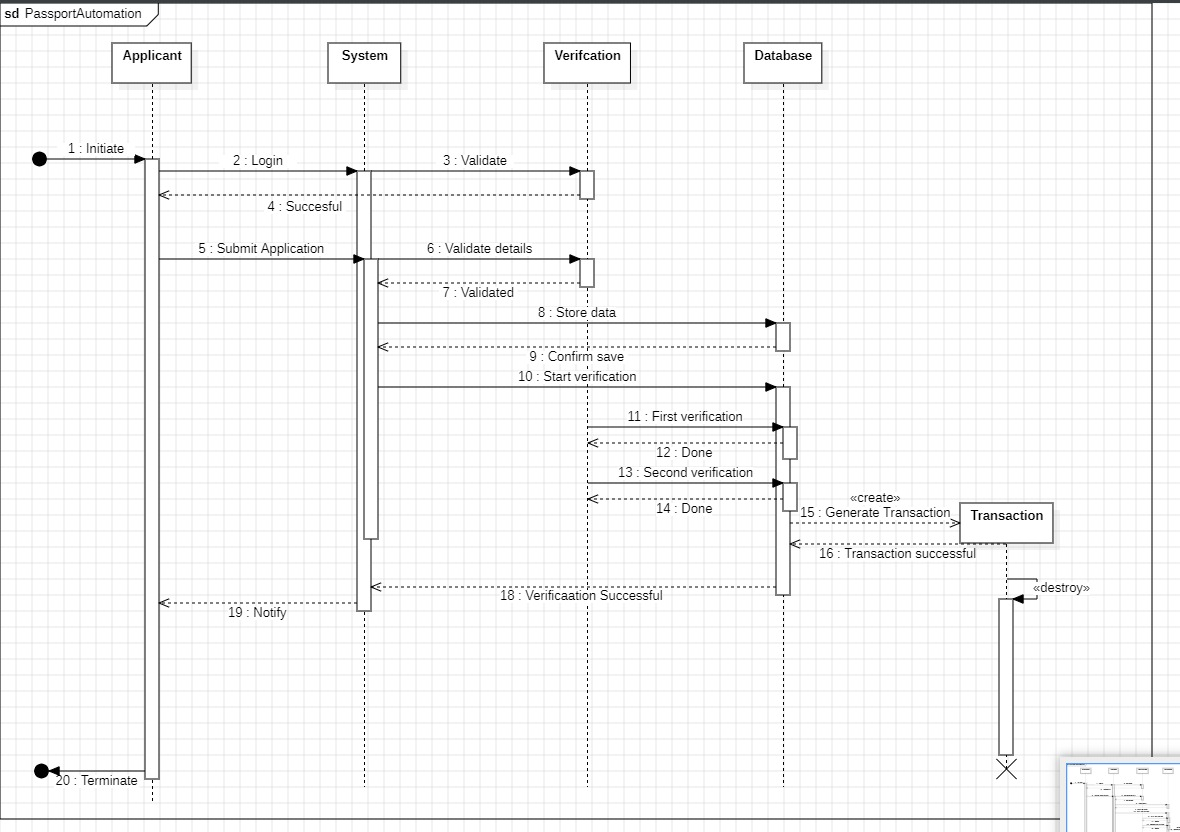 sd PassportAutomation
Applicant
System
Verifcation
Database
1 : Initiate
2 : Login
3 : Validate
4 : Succesful
5 : Submit Application
6 : Validate details
7 : Validated
8 : Store data
9 : Confirm save
10 : Start verification
11 : First verification
12 : Done
13 : Second verification
14 : Done
«create»
15 : Generate Transaction
Transaction
16 : Transaction successful
«destroy»
18 : Verificaation Successful
19 : Notify
20 : Terminate